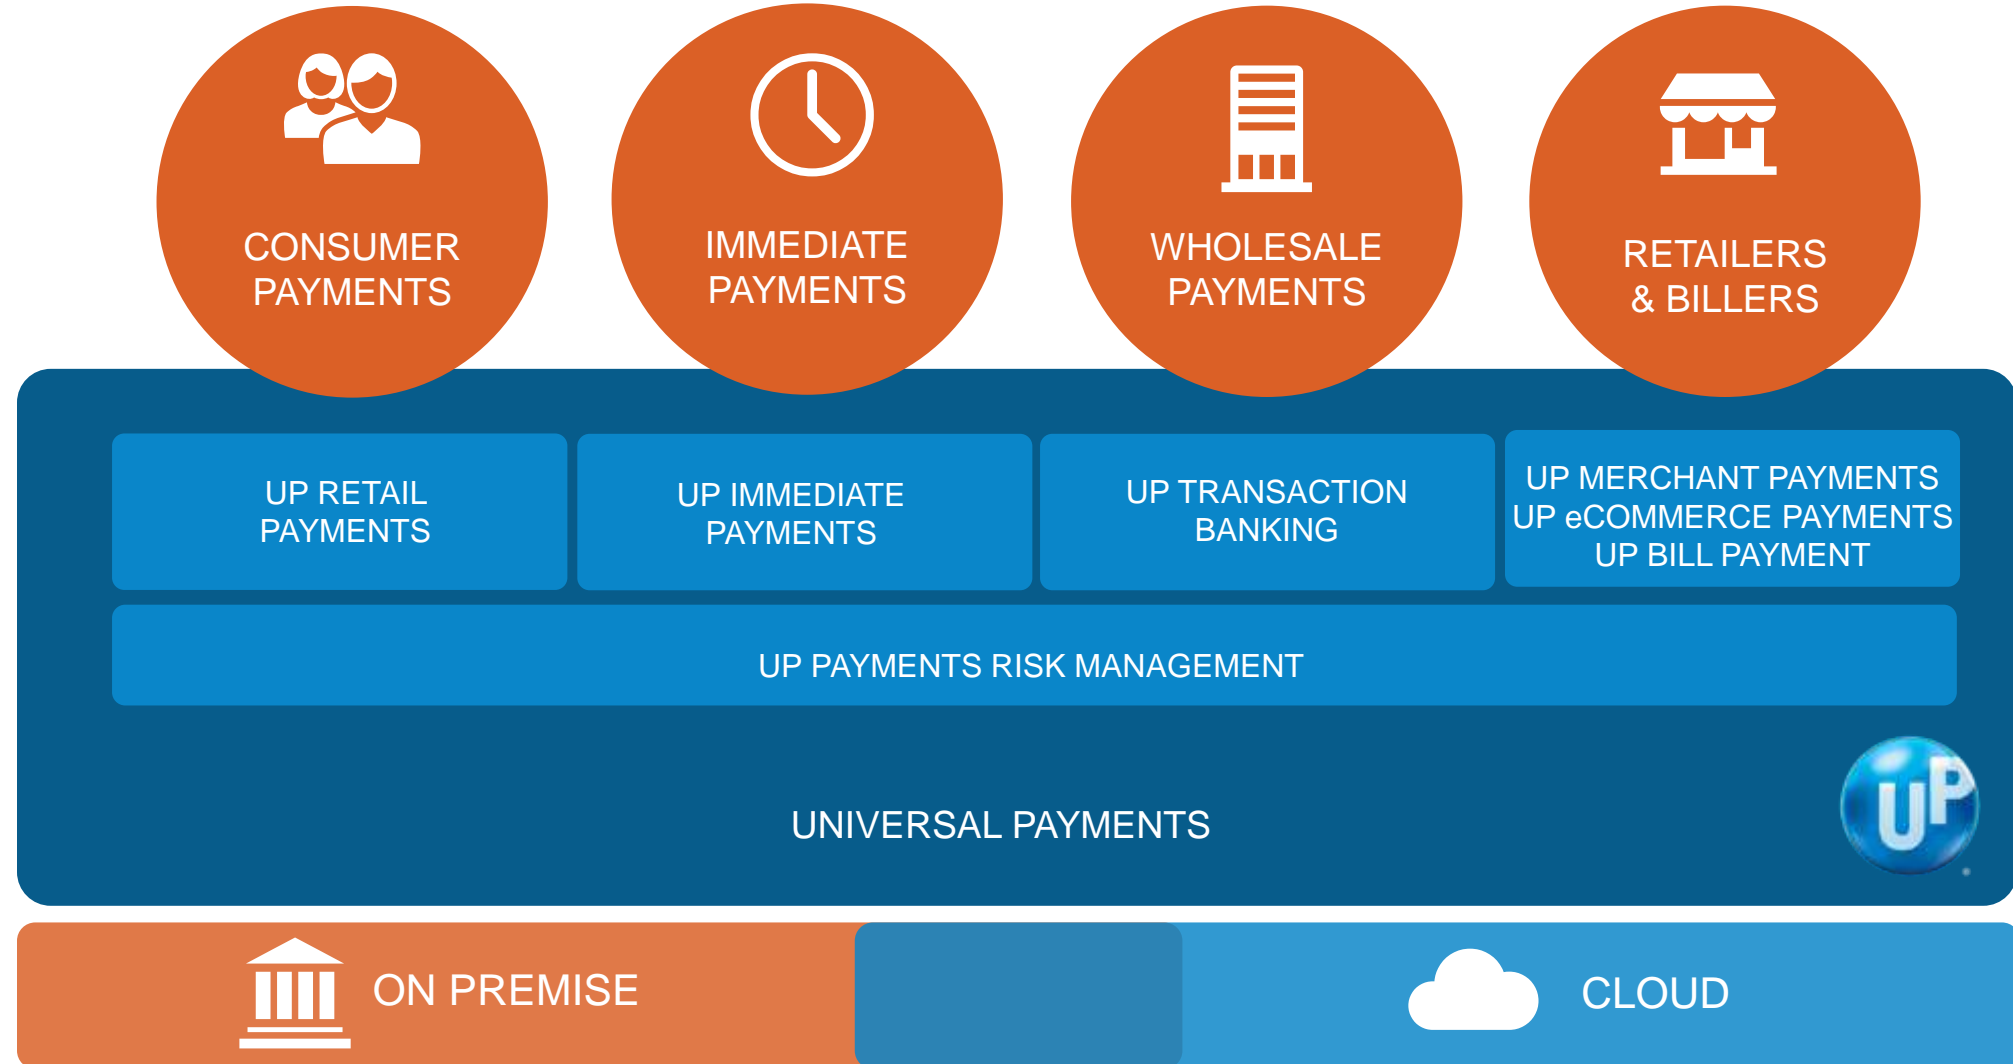 CONSUMER
PAYMENTS
IMMEDIATE
PAYMENTS
WHOLESALE
PAYMENTS
RETAILERS
& BILLERS
UP RETAIL
PAYMENTS
UP IMMEDIATE
PAYMENTS
UP TRANSACTION
BANKING
UP MERCHANT PAYMENTS
UP eCOMMERCE PAYMENTS
UP BILL PAYMENT
UP PAYMENTS RISK MANAGEMENT
UNIVERSAL PAYMENTS
UP
ON PREMISE
CLOUD